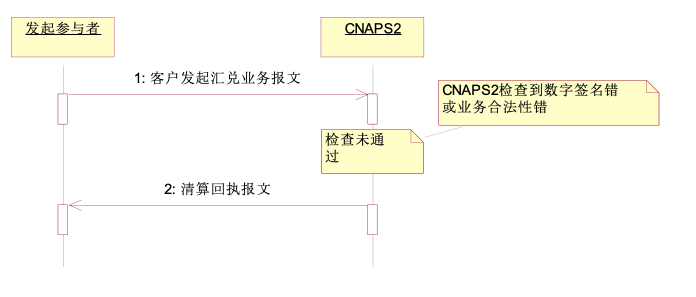 发起参与者
CNAPS2
1: 客户发起汇兑业务报文
CNAPS2检查到数字签名错
或业务合法性错
检查未通
过
2: 清算回执报文